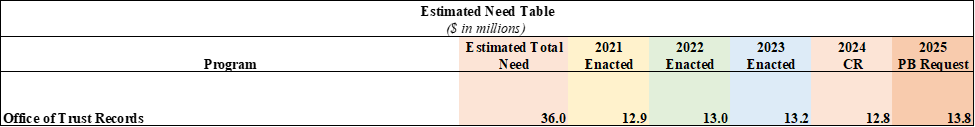 Estimated Need Table
($ in millions)
Program Estimated Total Need 2021 Enacted 2022 Enacted 2023 Enacted 2024 CR 2025 PB Request
Office of Trust Records 36.0 12.9 13.0 13.2 12.8 13.8